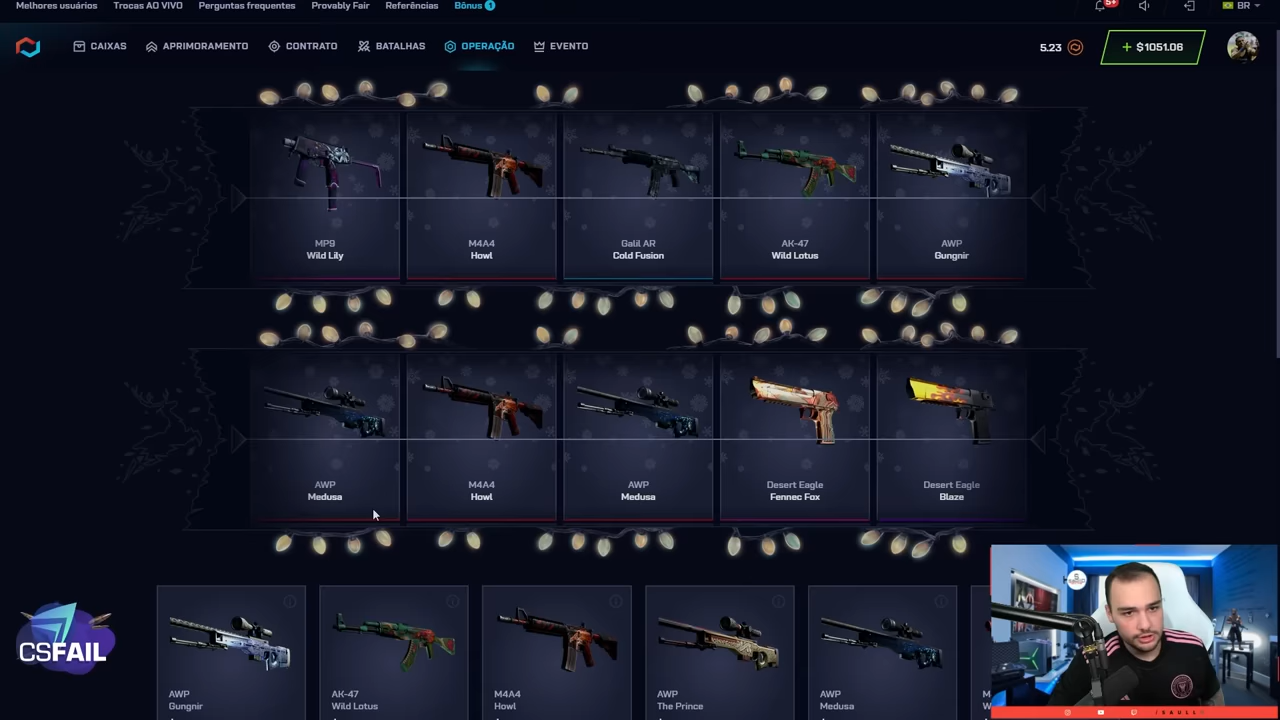 Melhores usuários Trocas AO VIVO Perguntas frequentes Provably Fair Referências Bônus 1 5+ BR
CAIXAS APRIMORAMENTO CONTRATO BATALHAS OPERAÇÃO EVENTO 5.23 + $1051.06
MP9 M4A4 Galil AR AK-47 AWP
Wild Lily Howl Cold Fusion Wild Lotus Gungnir
AWP M4A4 AWP Desert Eagle Desert Eagle
Medusa Howl Medusa Fennec Fox Blaze
CSFAIL
AWP AK-47 M4A4 AWP AWP
Gungnir Wild Lotus Howl The Prince Medusa